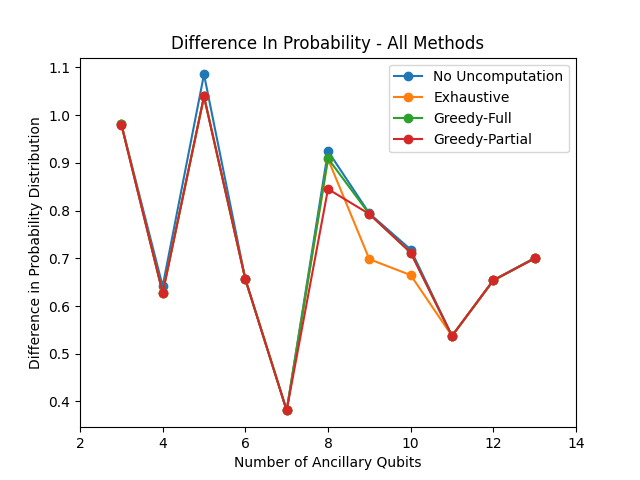 Difference In Probability - All Methods
No Uncomputation
Exhaustive
Greedy-Full
Greedy-Partial
Difference in Probability Distribution
1.1
1.0
0.9
0.8
0.7
0.6
0.5
0.4
2 4 6 8 10 12 14
Number of Ancillary Qubits